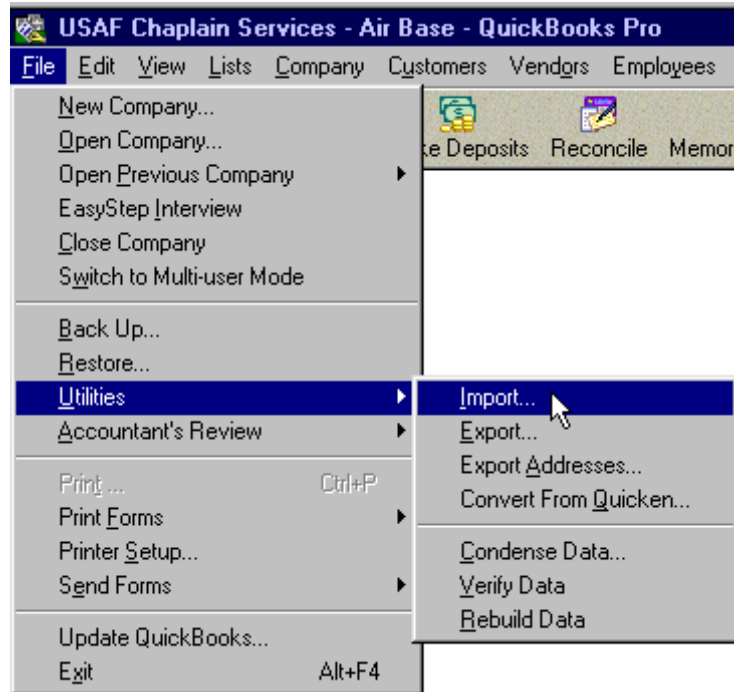 USAF Chaplain Services - Air Base - QuickBooks Pro
File Edit View Lists Company Customers Vendors Employees
New Company...
Open Company...
Open Previous Company
EasyStep Interview
Close Company
Switch to Multi-user Mode
Back Up...
Restore...
Utilities
Accountant's Review
Print ... Ctrl+P
Print Forms
Printer Setup...
Send Forms
Update QuickBooks...
Exit Alt+F4
ke Deposits Reconcile Memor
Import...
Export...
Export Addresses...
Convert From Quicken...
Condense Data...
Verify Data
Rebuild Data